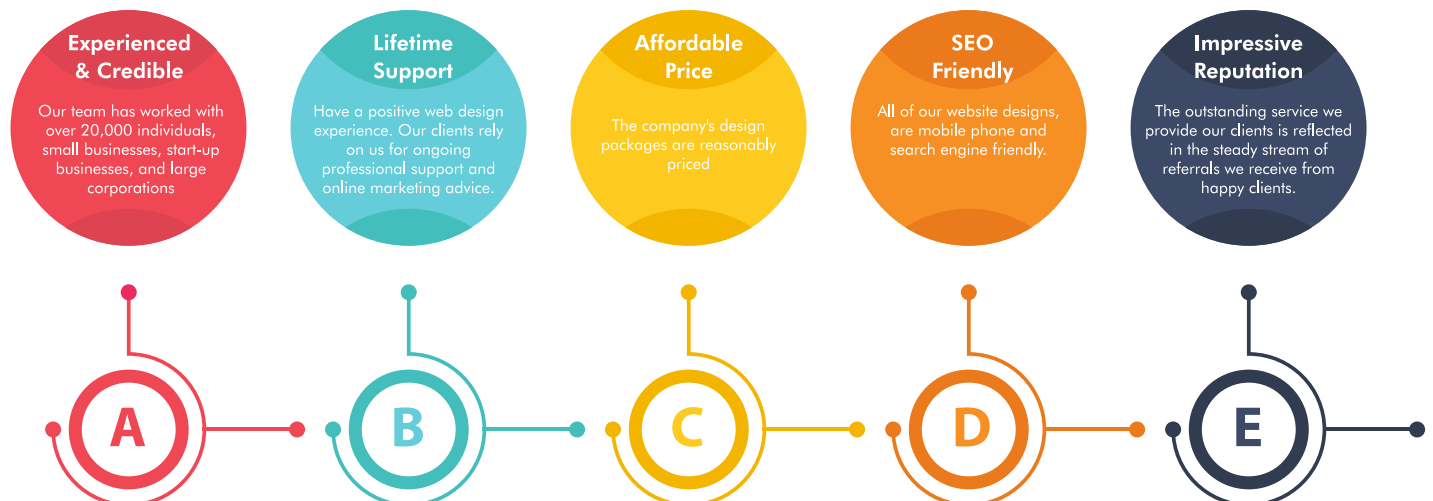 Experienced
& Credible
Our team has worked with
over 20,000 individuals,
small businesses, start-up
businesses, and large
corporations
Lifetime
Support
Have a positive web design
experience. Our clients rely
on us for ongoing
professional support and
online marketing advice.
Affordable
Price
The company's design
packages are reasonably
priced
SEO
Friendly
All of our website designs,
are mobile phone and
search engine friendly.
Impressive
Reputation
The outstanding service we
provide our clients is reflected
in the steady stream of
referrals we receive from
happy clients.
A
B
C
D
E